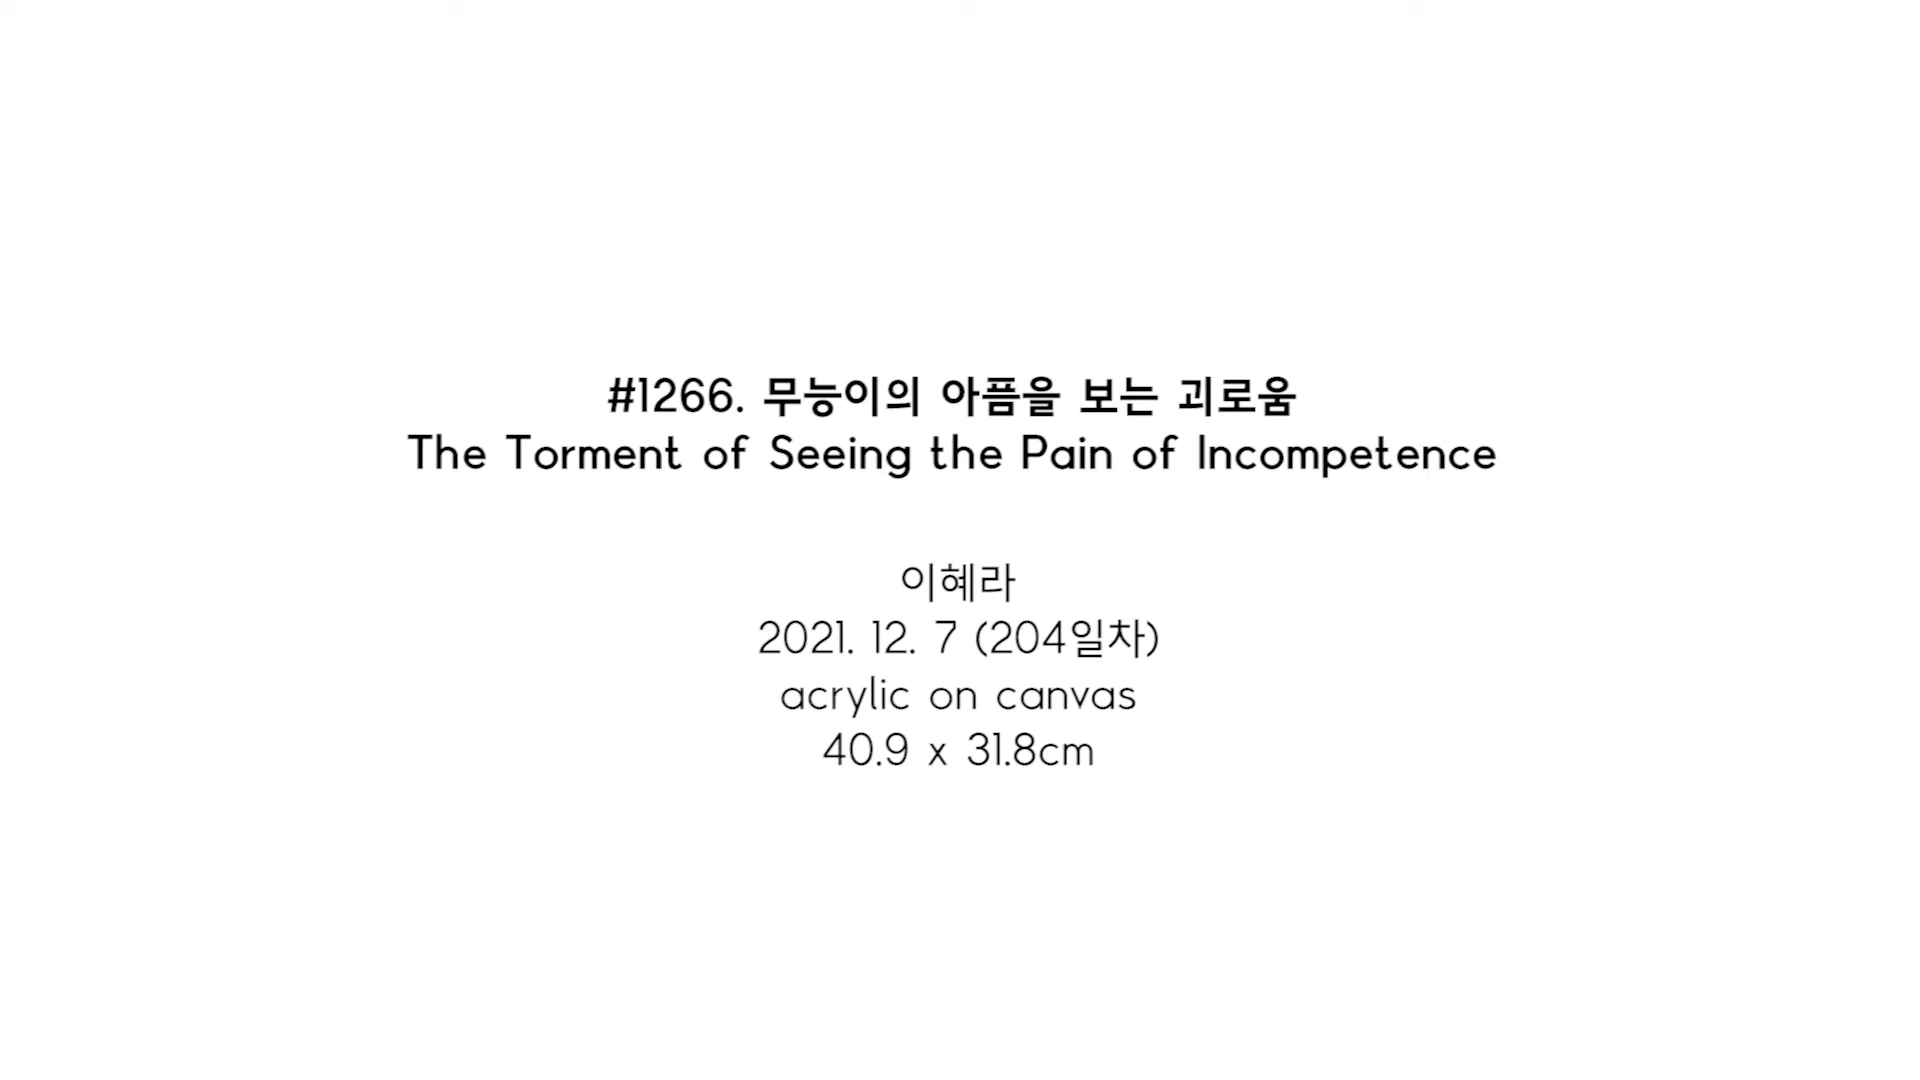 #1266. 무능이의 아픔을 보는 괴로움
The Torment of Seeing the Pain of Incompetence
이혜라
2021. 12. 7 (204일차)
acrylic on canvas
40.9 x 31.8cm